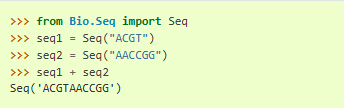 >>> from Bio.Seq import Seq
>>> seq1 = Seq("ACGT")
>>> seq2 = Seq("AACCGG")
>>> seq1 + seq2
Seq('ACGTAACCGG')